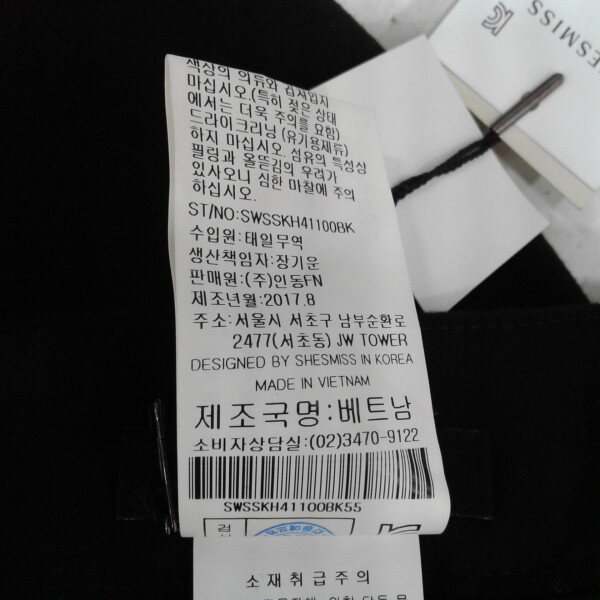 색상의 의류와 겹쳐입지
마십시오.(특히 젖은 상태
에서는 더욱 주의를 요함)
드라이크리닝 (유기용제류)
하지 마십시오. 섬유의 특성상
필링과 올뜯김의 우려가
있사오니 심한 마찰에 주의
하십시오.
ST/NO:SWSSKH41100BK
수입원:태일무역
생산책임자:장기운
판매원:(주)인동FN
제조년월:2017.8
주소:서울시 서초구 남부순환로
2477(서초동) JW TOWER
DESIGNED BY SHESMISS IN KOREA
MADE IN VIETNAM
제조국명:베트남
소비자상담실:(02)3470-9122
SWSSKH41100BK55
소재취급주의